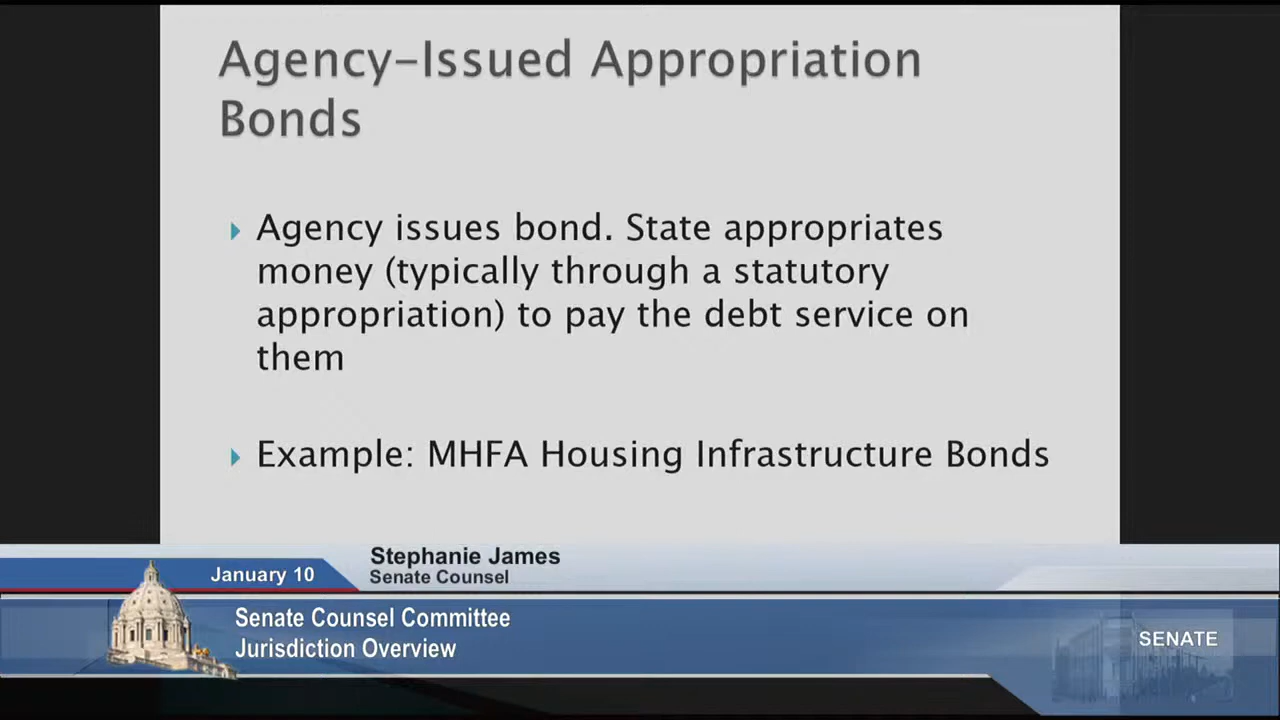 Agency-Issued Appropriation
Bonds
Agency issues bond. State appropriates
money (typically through a statutory
appropriation) to pay the debt service on
them
Example: MHFA Housing Infrastructure Bonds
Stephanie James
Senate Counsel
January 10
Senate Counsel Committee
Jurisdiction Overview
SENATE